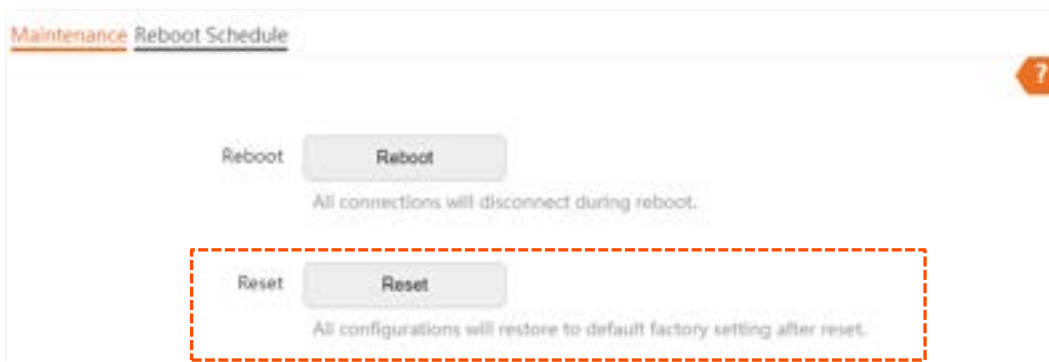 Maintenance Reboot Schedule
?
Reboot Reboot
All connections will disconnect during reboot.
Reset Reset
All configurations will restore to default factory setting after reset.